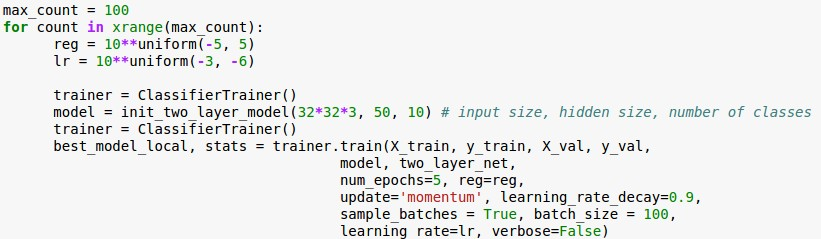 max_count = 100
for count in xrange(max_count):
      reg = 10**uniform(-5, 5)
      lr = 10**uniform(-3, -6)

      trainer = ClassifierTrainer()
      model = init_two_layer_model(32*32*3, 50, 10) # input size, hidden size, number of classes
      trainer = ClassifierTrainer()
      best_model_local, stats = trainer.train(X_train, y_train, X_val, y_val,
                                        model, two_layer_net,
                                        num_epochs=5, reg=reg,
                                        update='momentum', learning_rate_decay=0.9,
                                        sample_batches = True, batch_size = 100,
                                        learning_rate=lr, verbose=False)